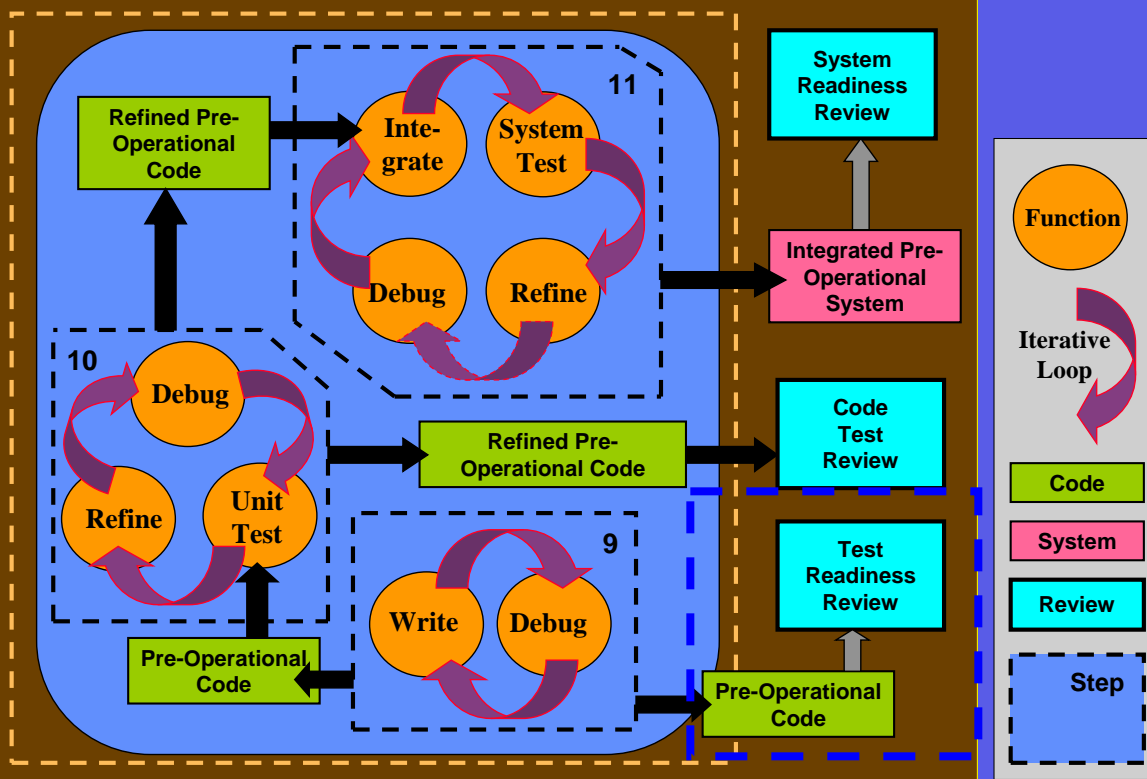 11
System
Readiness
Review
Refined Pre-
Operational
Code
Inte-
grate
System
Test
Debug
Refine
Integrated Pre-
Operational
System
10
Debug
Refine
Unit
Test
Refined Pre-
Operational Code
Code
Test
Review
9
Write
Debug
Test
Readiness
Review
Pre-Operational
Code
Pre-Operational
Code
Function
Iterative
Loop
Code
System
Review
Step